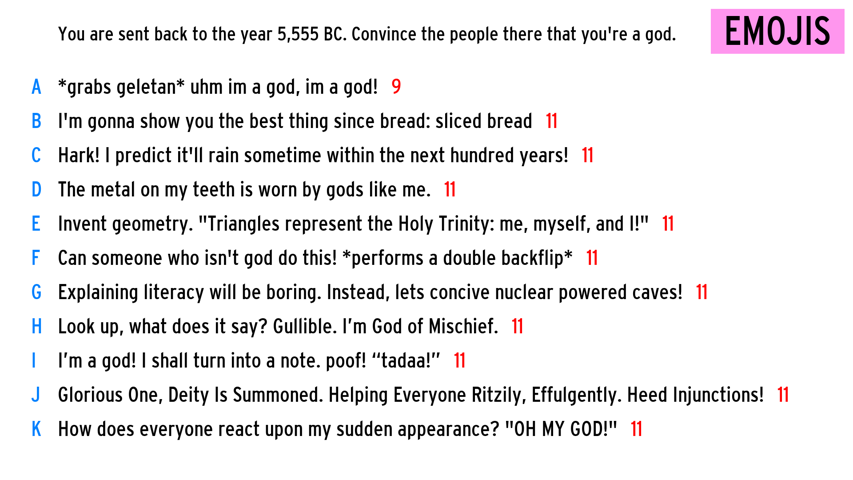 You are sent back to the year 5,555 BC. Convince the people there that you're a god.
EMOJIS
A *grabs geletan* uhm im a god, im a god! 9
B I'm gonna show you the best thing since bread: sliced bread 11
C Hark! I predict it'll rain sometime within the next hundred years! 11
D The metal on my teeth is worn by gods like me. 11
E Invent geometry. "Triangles represent the Holy Trinity: me, myself, and I!" 11
F Can someone who isn't god do this! *performs a double backflip* 11
G Explaining literacy will be boring. Instead, lets concive nuclear powered caves! 11
H Look up, what does it say? Gullible. I’m God of Mischief. 11
I I’m a god! I shall turn into a note. poof! “tadaa!” 11
J Glorious One, Deity Is Summoned. Helping Everyone Ritzily, Effulgently. Heed Injunctions! 11
K How does everyone react upon my sudden appearance? "OH MY GOD!" 11